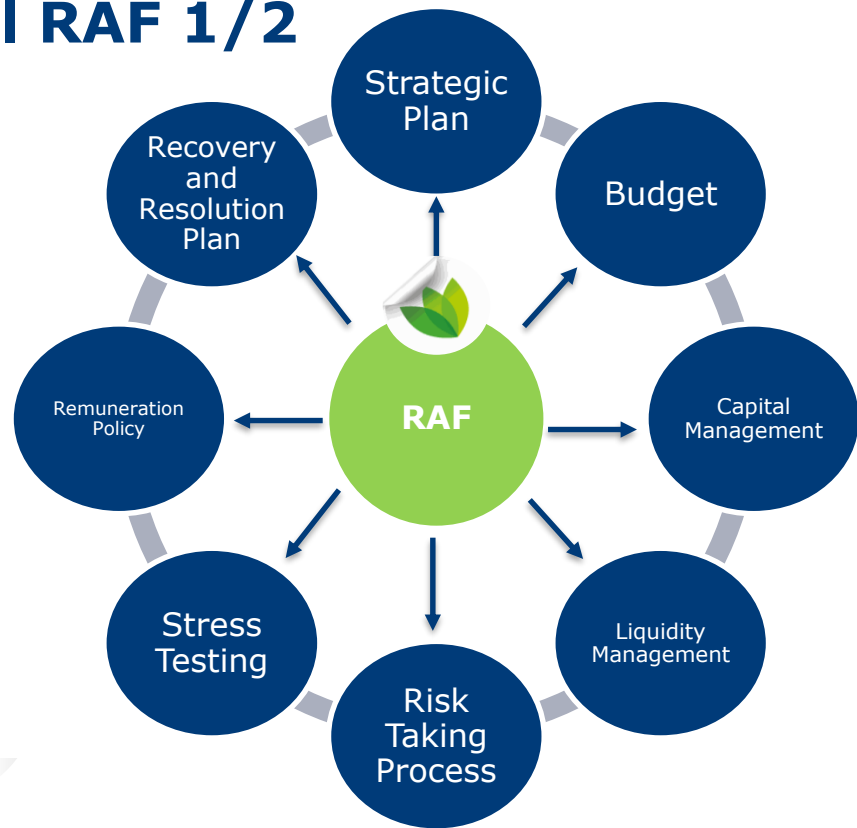 l RAF 1/2
Strategic
Plan
Budget
Capital
Management
Liquidity
Management
Risk
Taking
Process
Stress
Testing
Remuneration
Policy
Recovery
and
Resolution
Plan
RAF